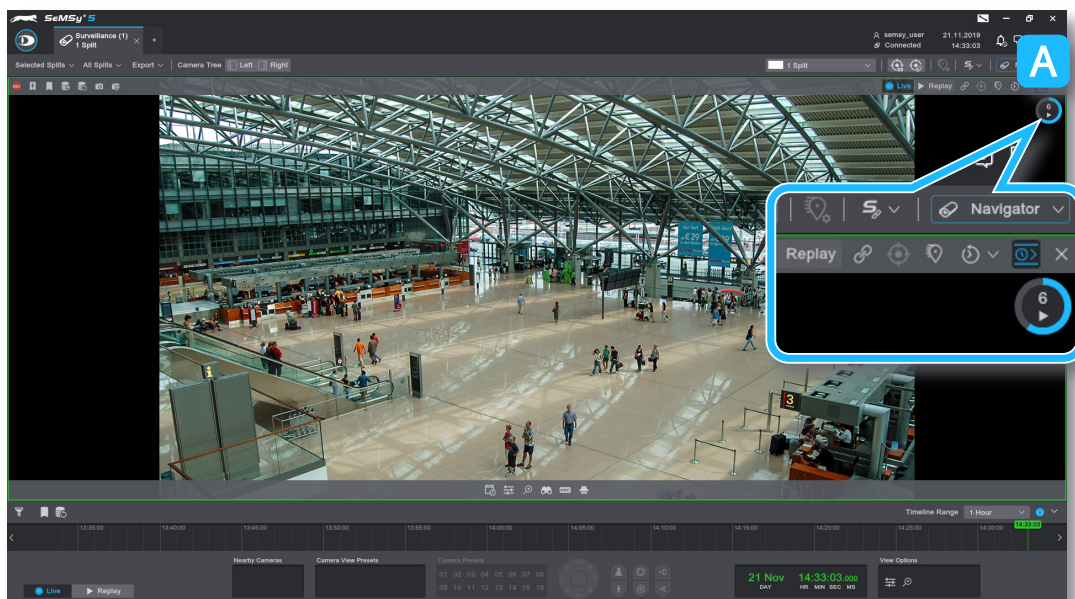 SeMSy® 5
Surveillance (1)
1 Split
semsy_user
Connected
21.11.2019
14:33:03
A
Selected Splits
All Splits
Export
Camera Tree
Left
Right
1 Split
REC
Live
Replay
6
Navigator
Replay
6
€29
3
Timeline Range
1 Hour
13:35:00
13:40:00
13:45:00
13:50:00
13:55:00
14:00:00
14:05:00
14:10:00
14:15:00
14:20:00
14:25:00
14:30:00
14:33:03
Nearby Cameras
Camera View Presets
Camera Presets
01 02 03 04 05 06 07 08
09 10 11 12 13 14 15 16
21 Nov 14:33:03.000
DAY HR MIN SEC MS
View Options
Live
Replay